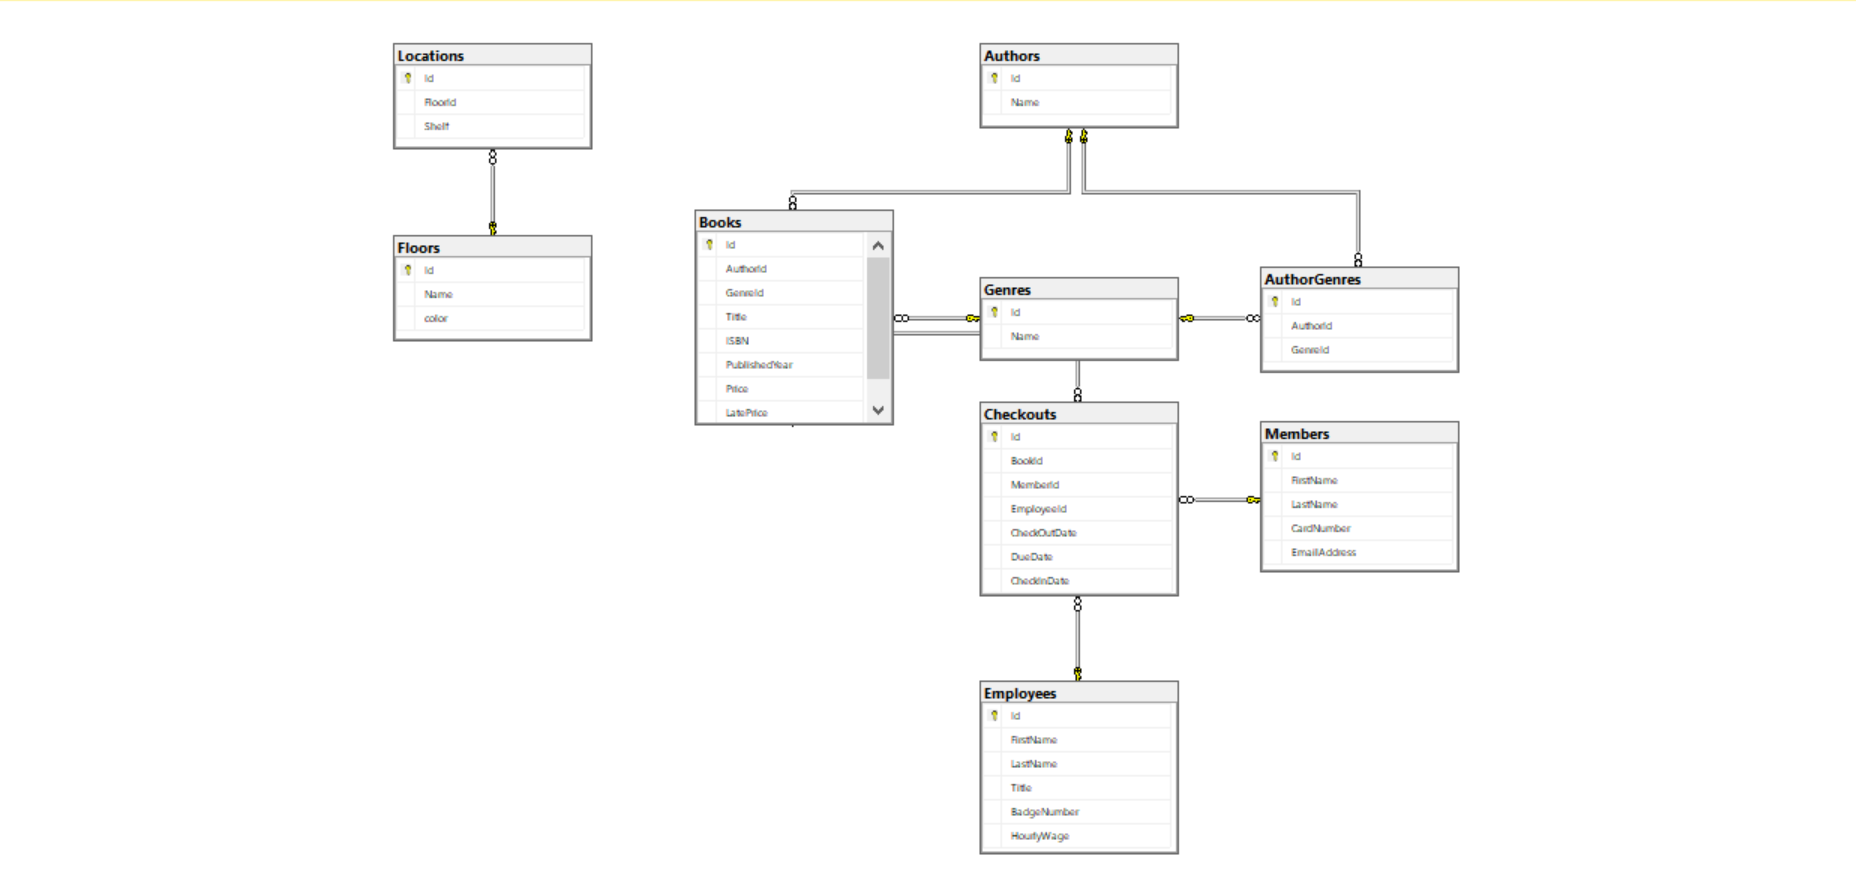 Locations
Id
FloorId
Shelf
Floors
Id
Name
color
Books
Id
AuthorId
GenreId
Title
ISBN
PublishedYear
Price
LatePrice
Authors
Id
Name
Genres
Id
Name
AuthorGenres
Id
AuthorId
GenreId
Checkouts
Id
BookId
MemberId
EmployeeId
CheckOutDate
DueDate
CheckInDate
Members
Id
FirstName
LastName
CardNumber
EmailAddress
Employees
Id
FirstName
LastName
Title
BadgeNumber
HourlyWage